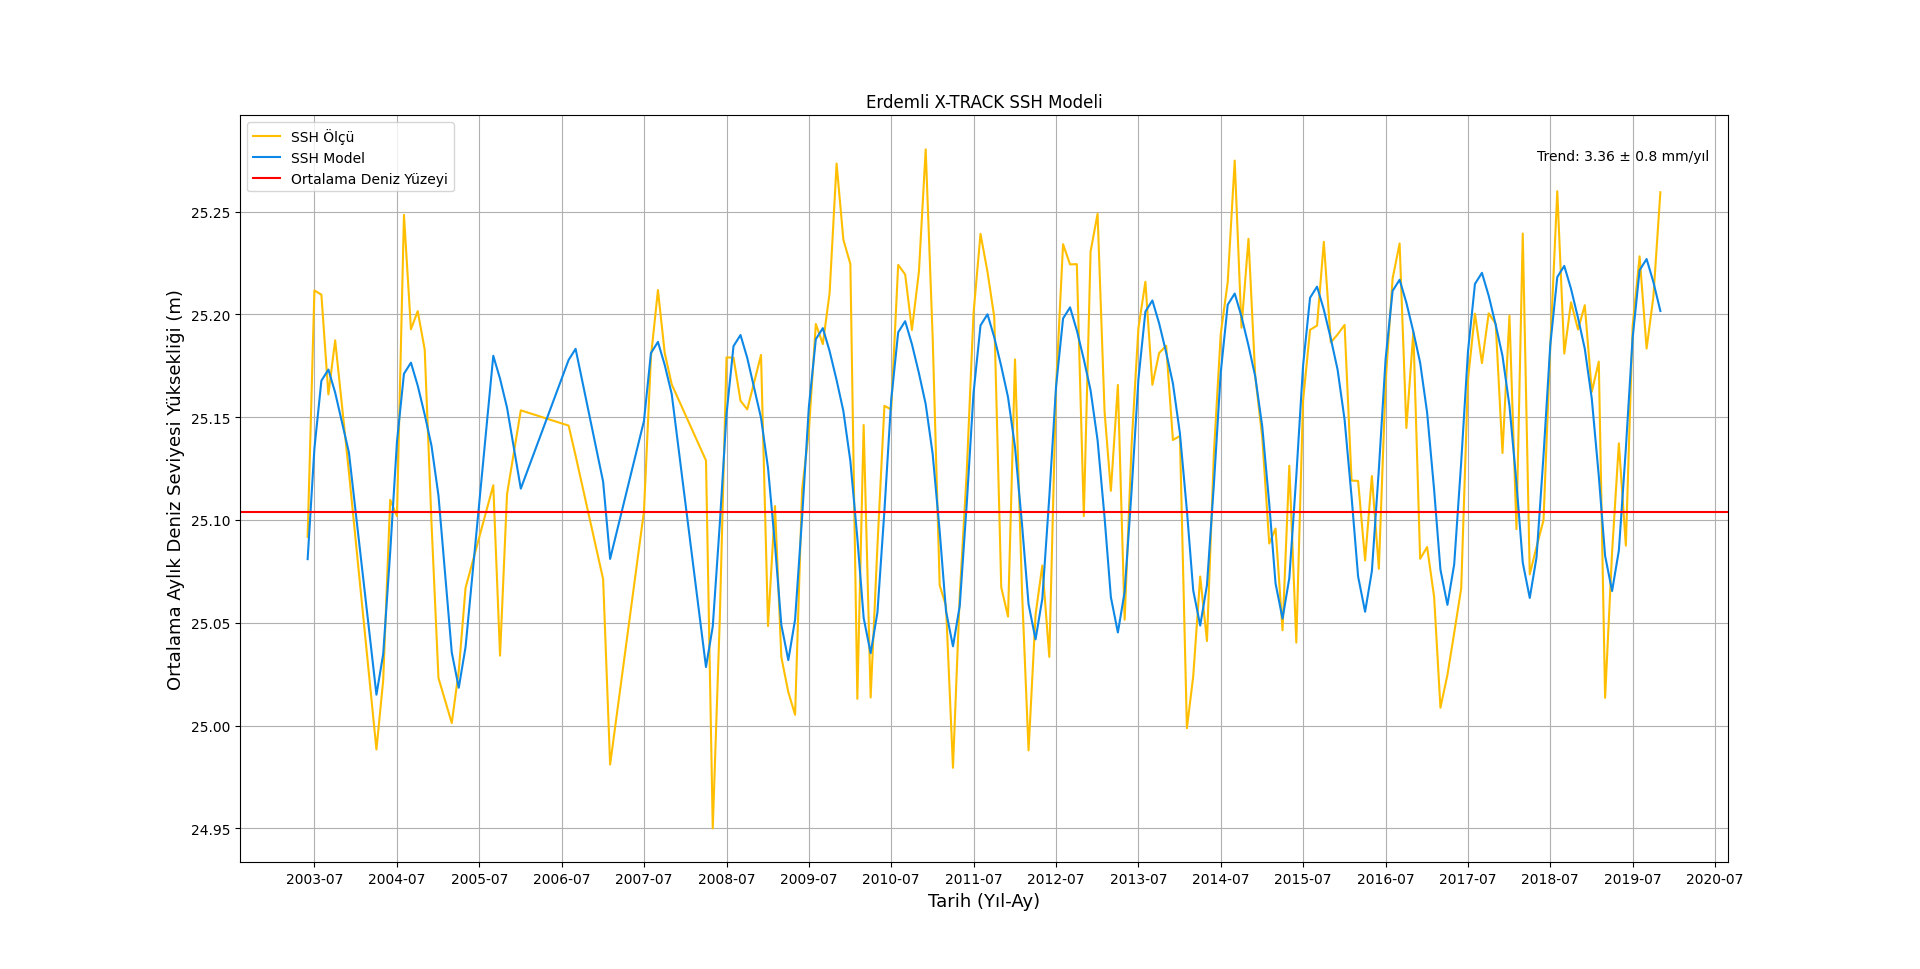 Erdemli X-TRACK SSH Modeli
SSH Ölçü
SSH Model
Ortalama Deniz Yüzeyi
Trend: 3.36 ± 0.8 mm/yıl
Ortalama Aylık Deniz Seviyesi Yüksekliği (m)
25.25
25.20
25.15
25.10
25.05
25.00
24.95
2003-07 2004-07 2005-07 2006-07 2007-07 2008-07 2009-07 2010-07 2011-07 2012-07 2013-07 2014-07 2015-07 2016-07 2017-07 2018-07 2019-07 2020-07
Tarih (Yıl-Ay)